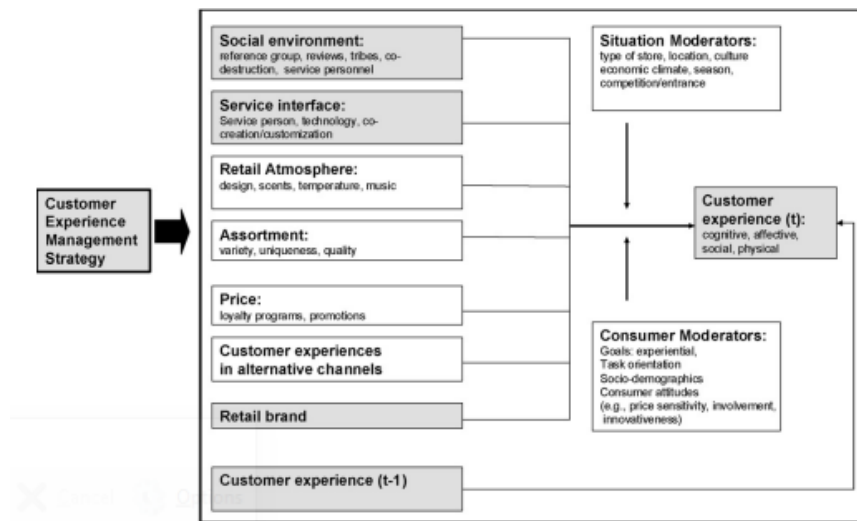 Customer
Experience
Management
Strategy
Social environment:
reference group, reviews, tribes, co-
destruction, service personnel
Service interface:
Service person, technology, co-
creation/customization
Retail Atmosphere:
design, scents, temperature, music
Assortment:
variety, uniqueness, quality
Price:
loyalty programs, promotions
Customer experiences
in alternative channels
Retail brand
Customer experience (t-1)
Situation Moderators:
type of store, location, culture
economic climate, season,
competition/entrance
Customer
experience (t):
cognitive, affective,
social, physical
Consumer Moderators:
Goals: experiential,
Task orientation
Socio-demographics
Consumer attitudes
(e.g., price sensitivity, involvement,
innovativeness)
Cancel
Options